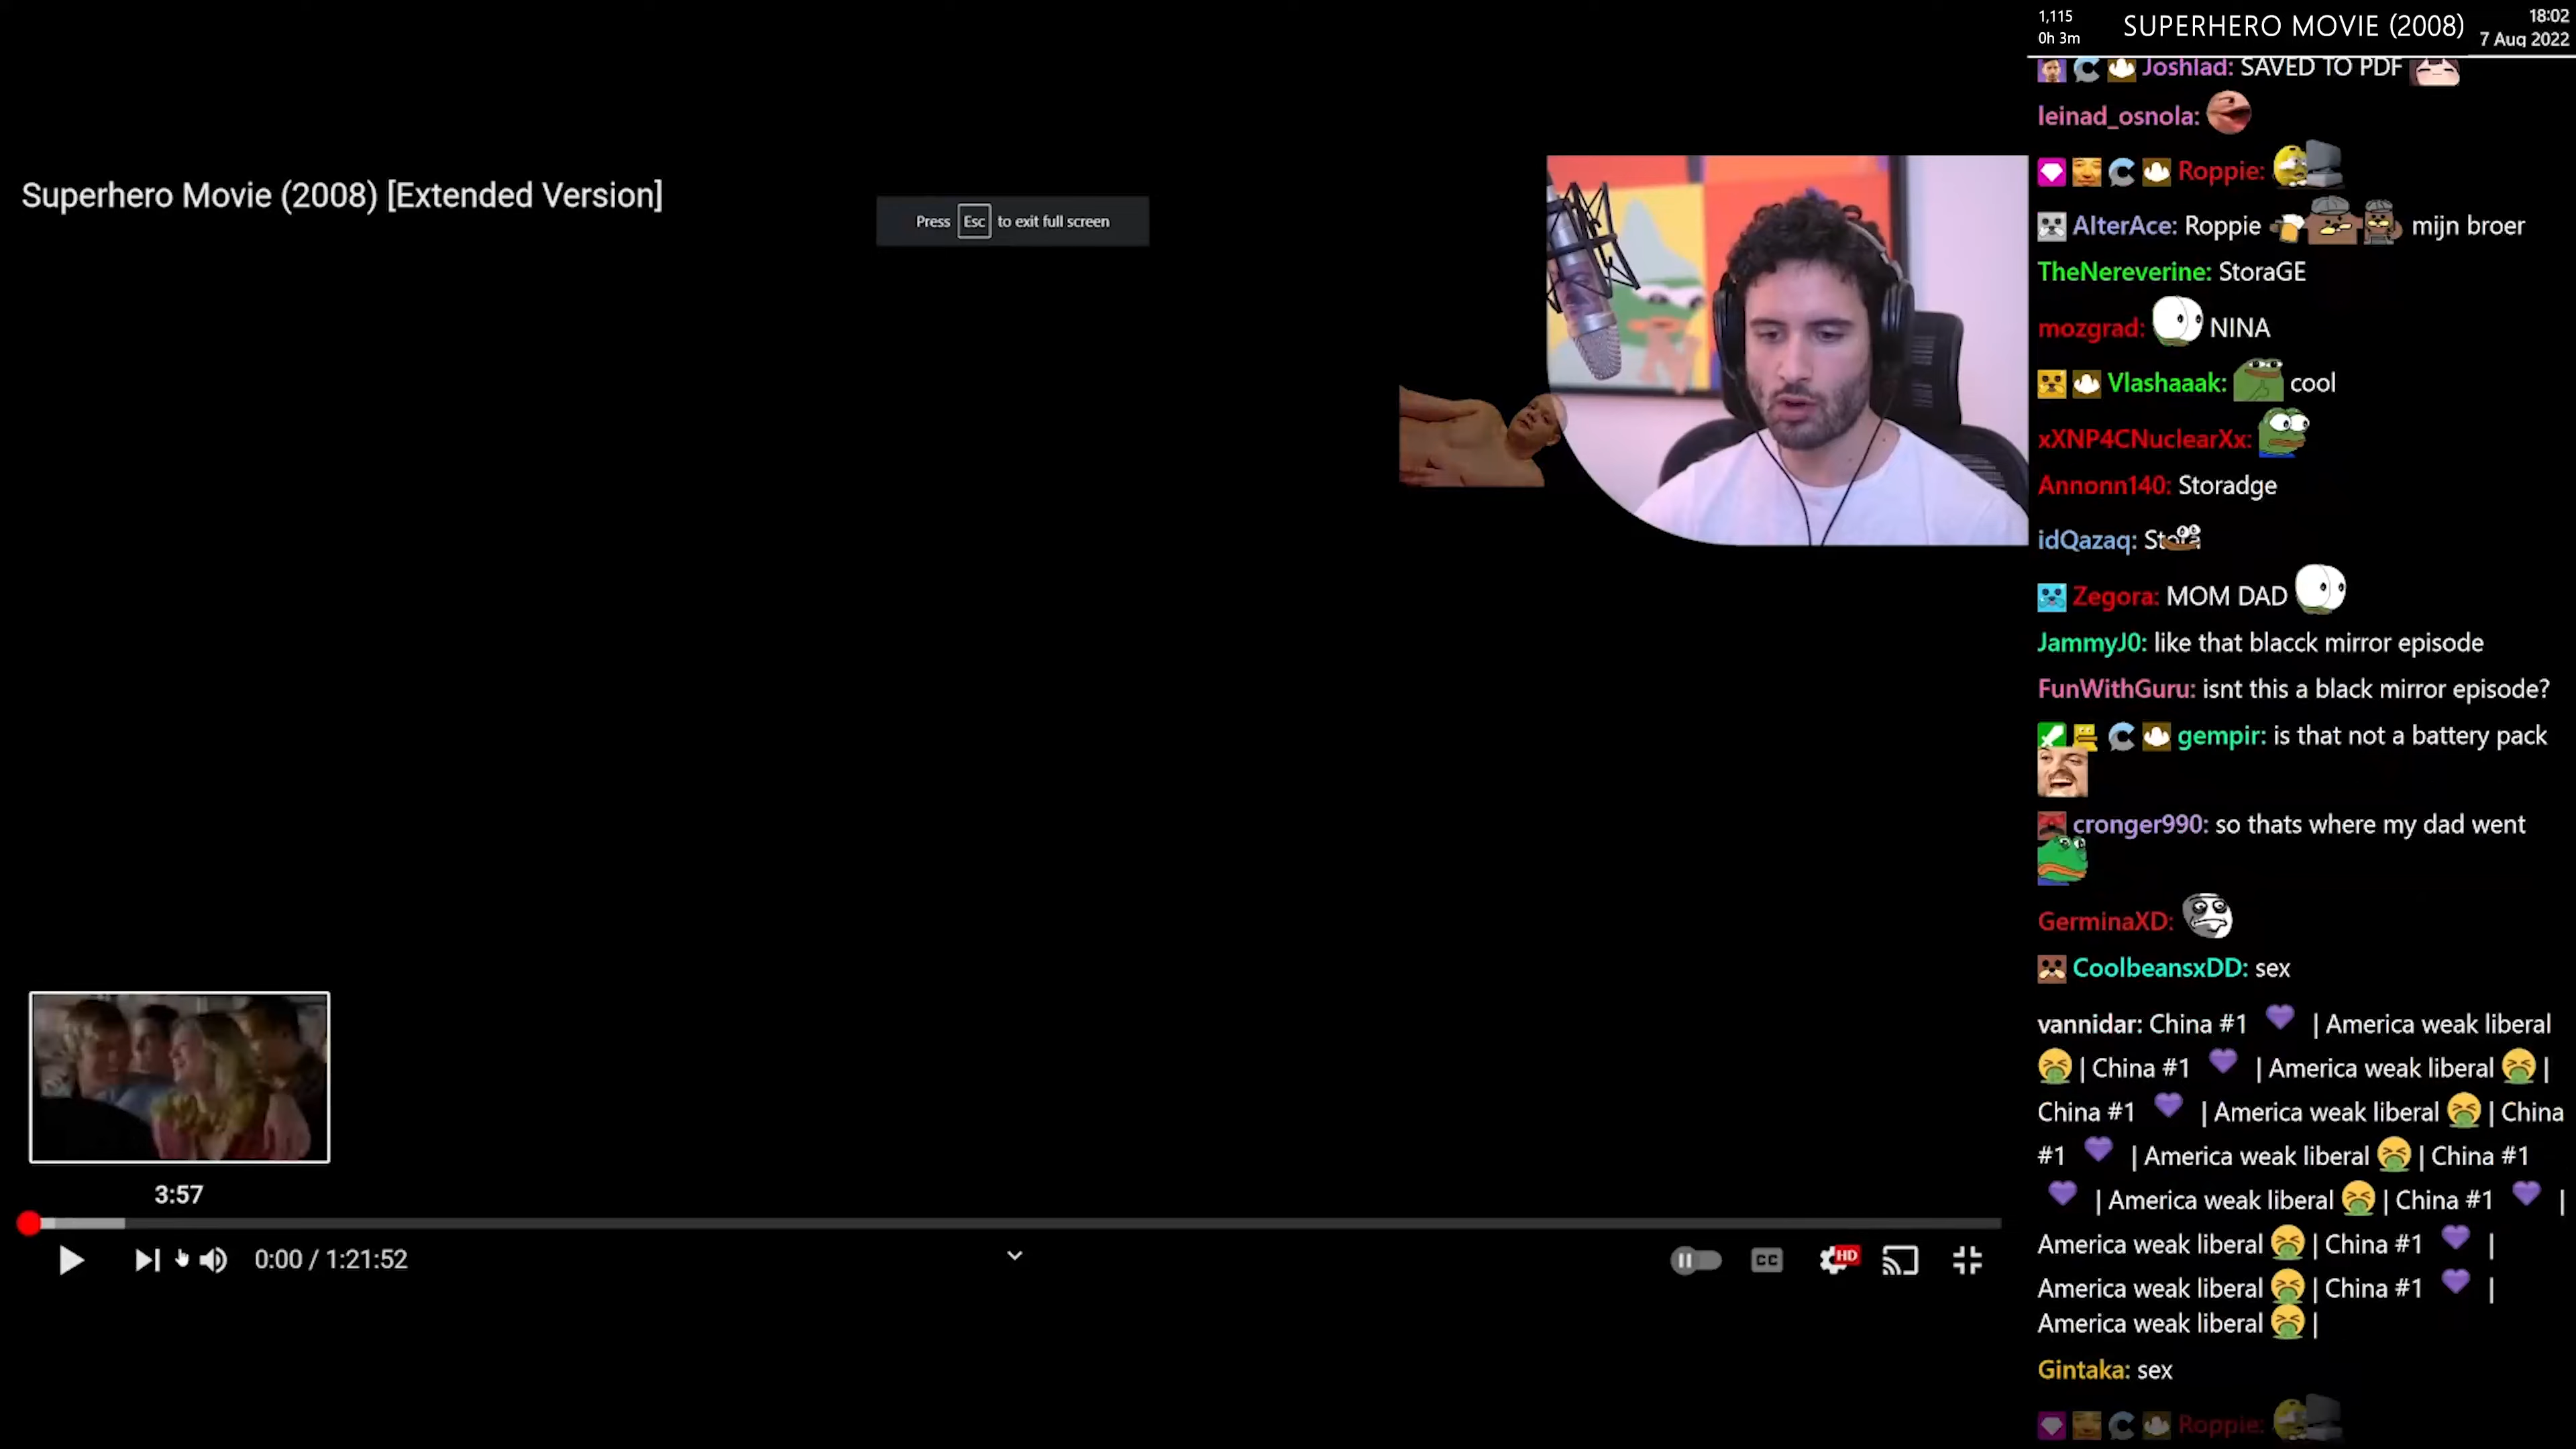 1,115
0h 3m
SUPERHERO MOVIE (2008)
18:02
7 Aug 2022
Joshlad: SAVED TO PDF
leinad_osnola:
Roppie:
AlterAce: Roppie mijn broer
TheNereverine: StoraGE
mozgrad: NINA
Vlashaaak: cool
xXNP4CNuclearXx:
Annonn140: Storadge
idQazaq:
Zegora: MOM DAD
JammyJ0: like that blacck mirror episode
FunWithGuru: isnt this a black mirror episode?
gempir: is that not a battery pack
cronger990: so thats where my dad went
GerminaXD:
CoolbeansxDD: sex
vannidar: China #1 | America weak liberal
| China #1 | America weak liberal |
China #1 | America weak liberal | China
#1 | America weak liberal | China #1
| America weak liberal | China #1 |
America weak liberal | China #1 |
America weak liberal | China #1 |
America weak liberal |
Gintaka: sex
Roppie:
Superhero Movie (2008) [Extended Version]
Press Esc to exit full screen
3:57
0:00 / 1:21:52
CC
HD